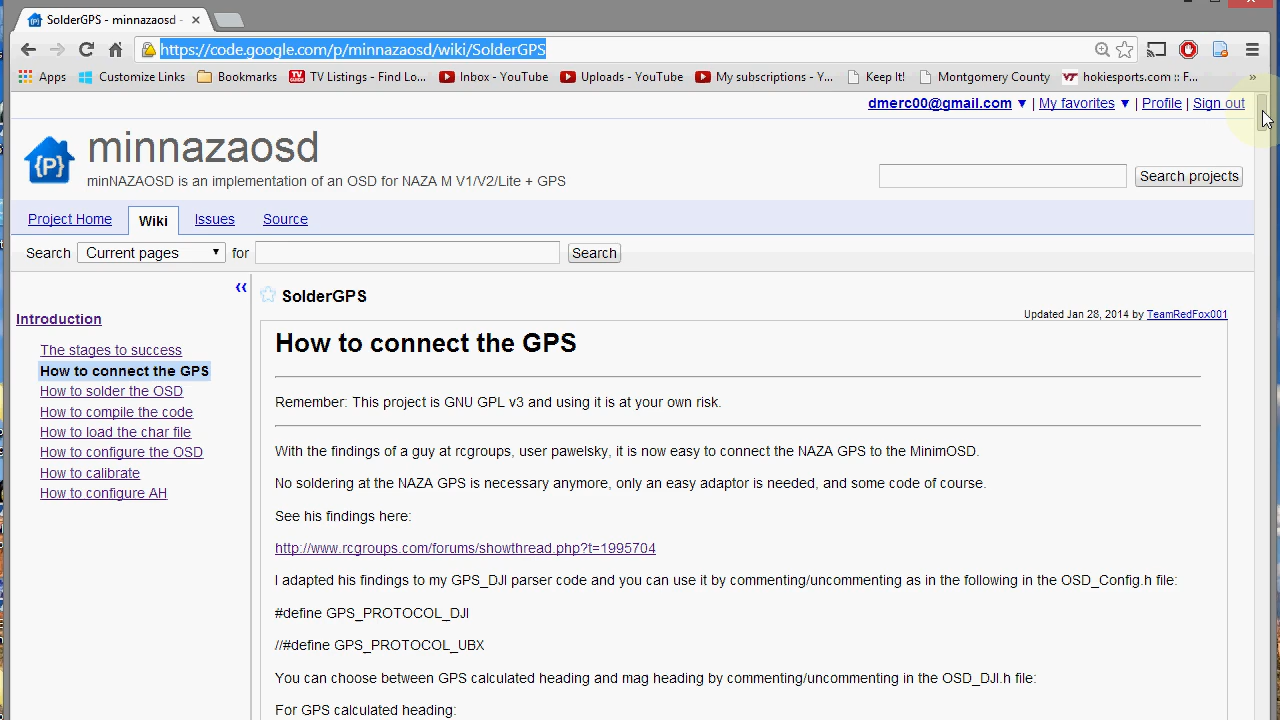 SolderGPS - minnazaosd -
https://code.google.com/p/minnazaosd/wiki/SolderGPS
Apps Customize Links Bookmarks TV Listings - Find Lo... Inbox - YouTube Uploads - YouTube My subscriptions - Y... Keep It! Montgomery County hokiesports.com :: F... »
dmerc00@gmail.com ▼ | My favorites ▼ | Profile | Sign out
{P}
minnazaosd
minNAZAOSD is an implementation of an OSD for NAZA M V1/V2/Lite + GPS
Search projects
Project Home Wiki Issues Source
Search Current pages for Search
Introduction
The stages to success
How to connect the GPS
How to solder the OSD
How to compile the code
How to load the char file
How to configure the OSD
How to calibrate
How to configure AH
SolderGPS
Updated Jan 28, 2014 by TeamRedFox001
How to connect the GPS
Remember: This project is GNU GPL v3 and using it is at your own risk.
With the findings of a guy at rcgroups, user pawelsky, it is now easy to connect the NAZA GPS to the MinimOSD.
No soldering at the NAZA GPS is necessary anymore, only an easy adaptor is needed, and some code of course.
See his findings here:
http://www.rcgroups.com/forums/showthread.php?t=1995704
I adapted his findings to my GPS_DJI parser code and you can use it by commenting/uncommenting as in the following in the OSD_Config.h file:
#define GPS_PROTOCOL_DJI
//#define GPS_PROTOCOL_UBX
You can choose between GPS calculated heading and mag heading by commenting/uncommenting in the OSD_DJI.h file:
For GPS calculated heading: